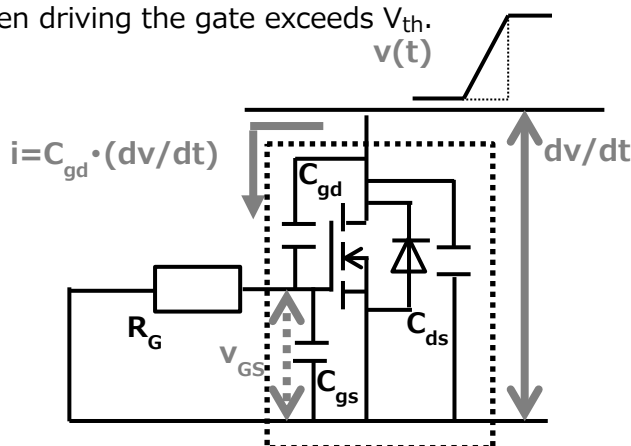 en driving the gate exceeds Vth.
v(t)
i=Cgd·(dv/dt)
dv/dt
Cgd
RG
vGS
Cgs
Cds